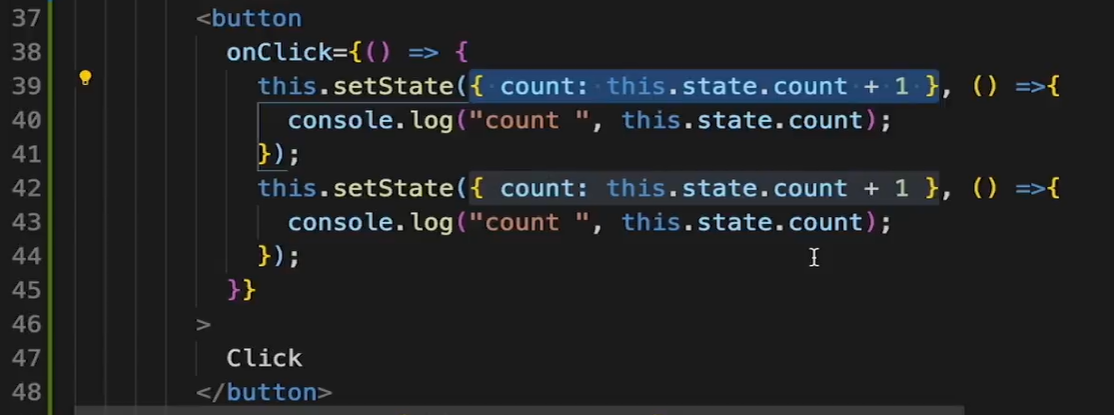 37 <button
38 onClick={() => {
39 this.setState({ count: this.state.count + 1 }, () =>{
40 console.log("count ", this.state.count);
41 });
42 this.setState({ count: this.state.count + 1 }, () =>{
43 console.log("count ", this.state.count);
44 });
45 }}
46 >
47 Click
48 </button>